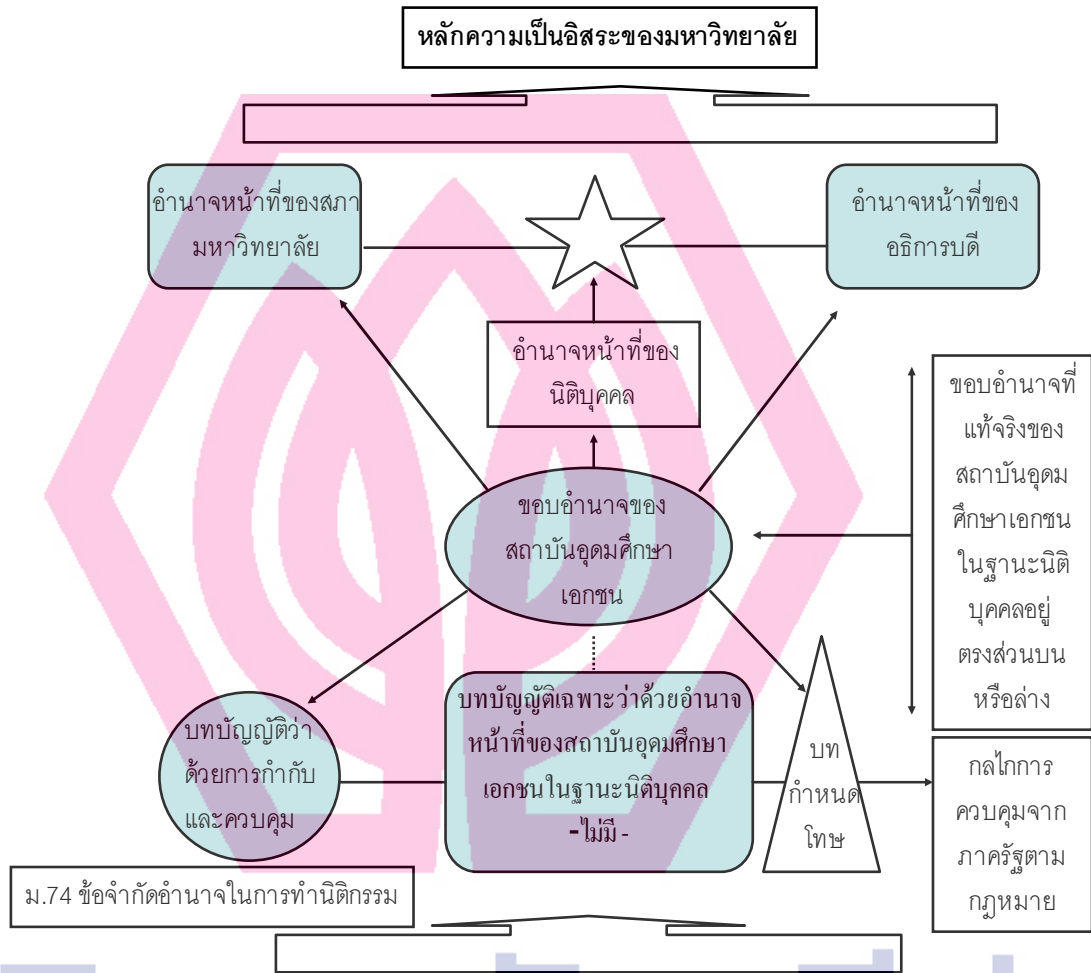 หลักความเป็นอิสระของมหาวิทยาลัย
อำนาจหน้าที่ของสภา
มหาวิทยาลัย
อำนาจหน้าที่ของ
อธิการบดี
อำนาจหน้าที่ของ
นิติบุคคล
ขอบอำนาจที่
แท้จริงของ
สถาบันอุดม
ศึกษาเอกชน
ในฐานะนิติ
บุคคลอยู่
ตรงส่วนบน
หรือล่าง
ขอบอำนาจของ
สถาบันอุดมศึกษา
เอกชน
บทบัญญัติว่า
ด้วยการกำกับ
และควบคุม
บทบัญญัติเฉพาะว่าด้วยอำนาจ
หน้าที่ของสถาบันอุดมศึกษา
เอกชนในฐานะนิติบุคคล
-ไม่มี -
บท
กำหนด
โทษ
กลไกการ
ควบคุมจาก
ภาครัฐตาม
กฎหมาย
ม.74 ข้อจำกัดอำนาจในการทำนิติกรรม